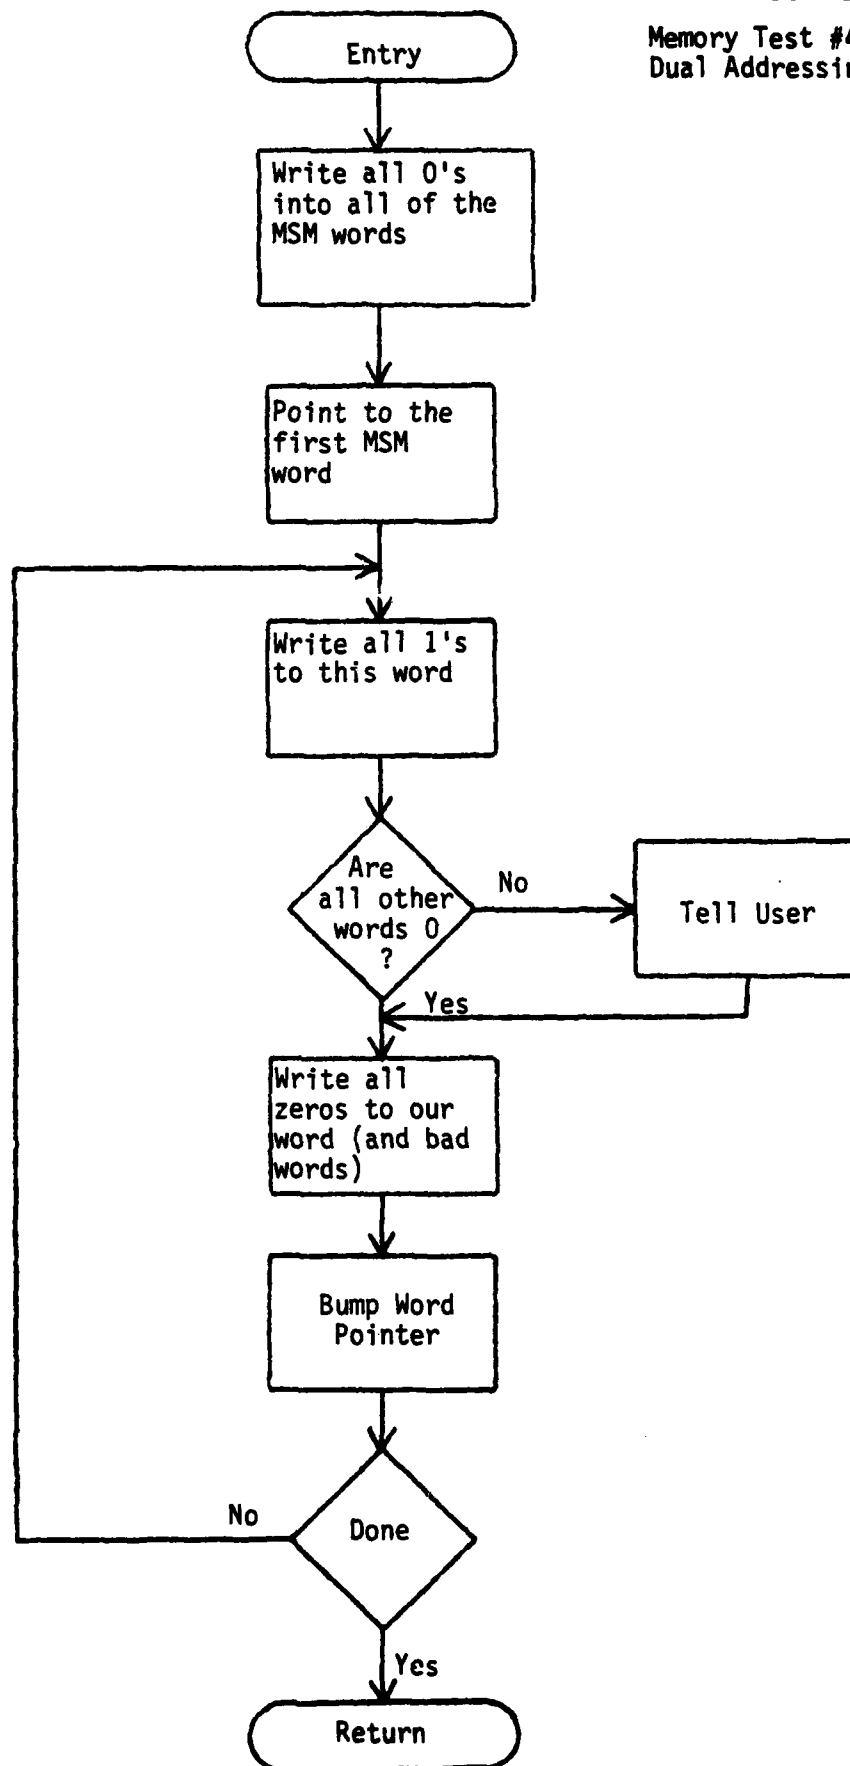 Memory Test #4
Dual
Entry
Write all 0's
into all of the
MSM words
Point to the
first MSM
word
Write all 1's
to this word
Are
all other
words 0
?
No
Tell User
Yes
Write all
zeros to our
word (and bad
words)
Bump Word
Pointer
Done
No
Yes
Return